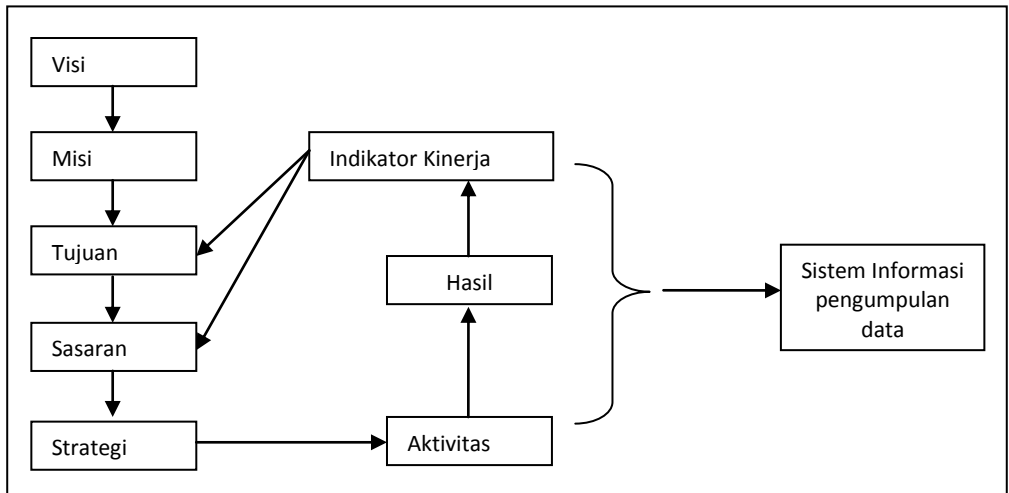 Visi
Misi
Tujuan
Sasaran
Strategi
Indikator Kinerja
Hasil
Aktivitas
Sistem Informasi
pengumpulan
data